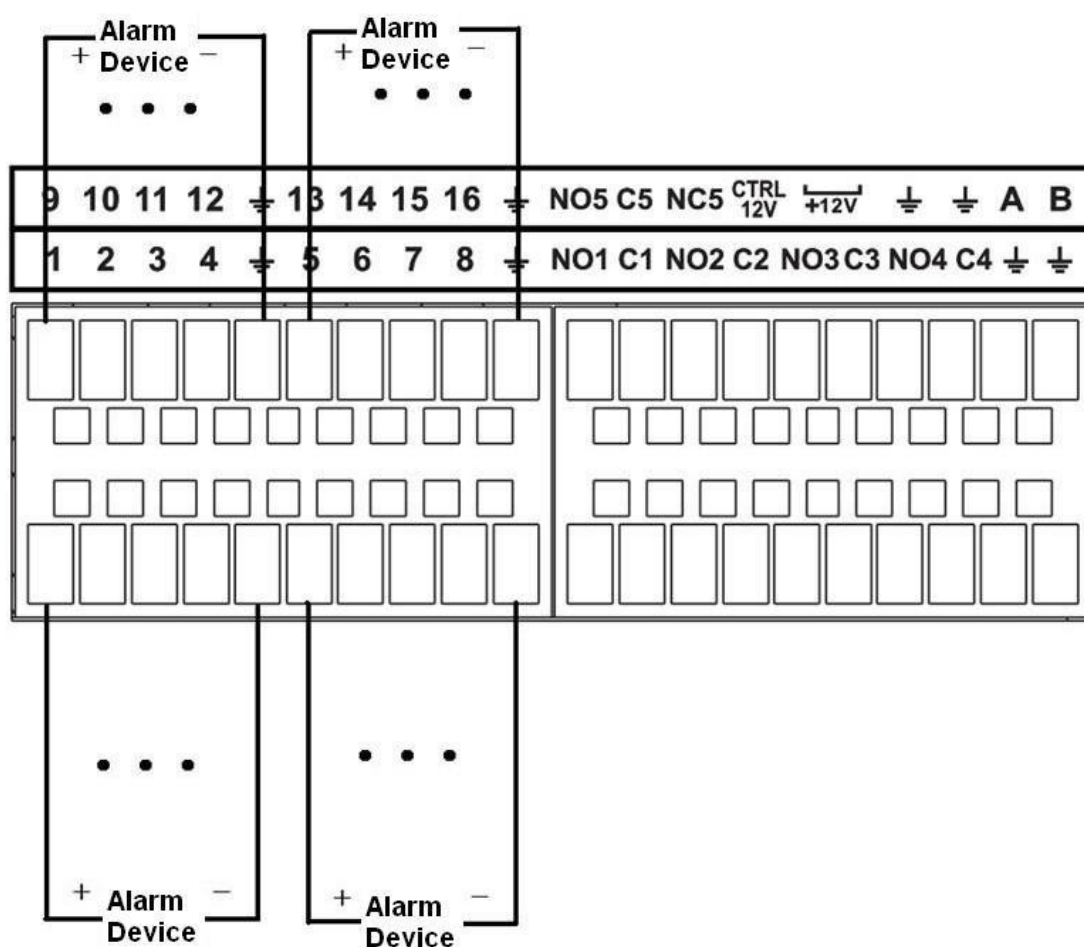 Alarm
+ Device −
Alarm
+ Device −
9 10 11 12 ⏚ 13 14 15 16 ⏚ NO5 C5 NC5 CTRL 12V +12V ⏚ ⏚ A B
1 2 3 4 ⏚ 5 6 7 8 ⏚ NO1 C1 NO2 C2 NO3 C3 NO4 C4 ⏚ ⏚
+ Alarm −
Device
+ Alarm −
Device